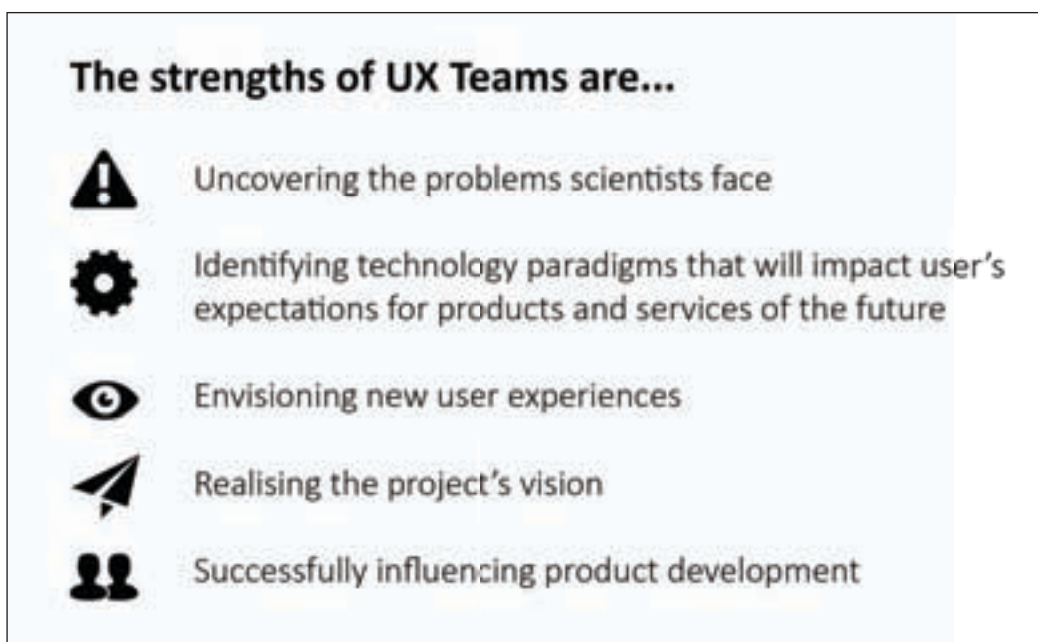 The strengths of UX Teams are...
Uncovering the problems scientists face
Identifying technology paradigms that will impact user's
expectations for products and services of the future
Envisioning new user experiences
Realising the project's vision
Successfully influencing product development